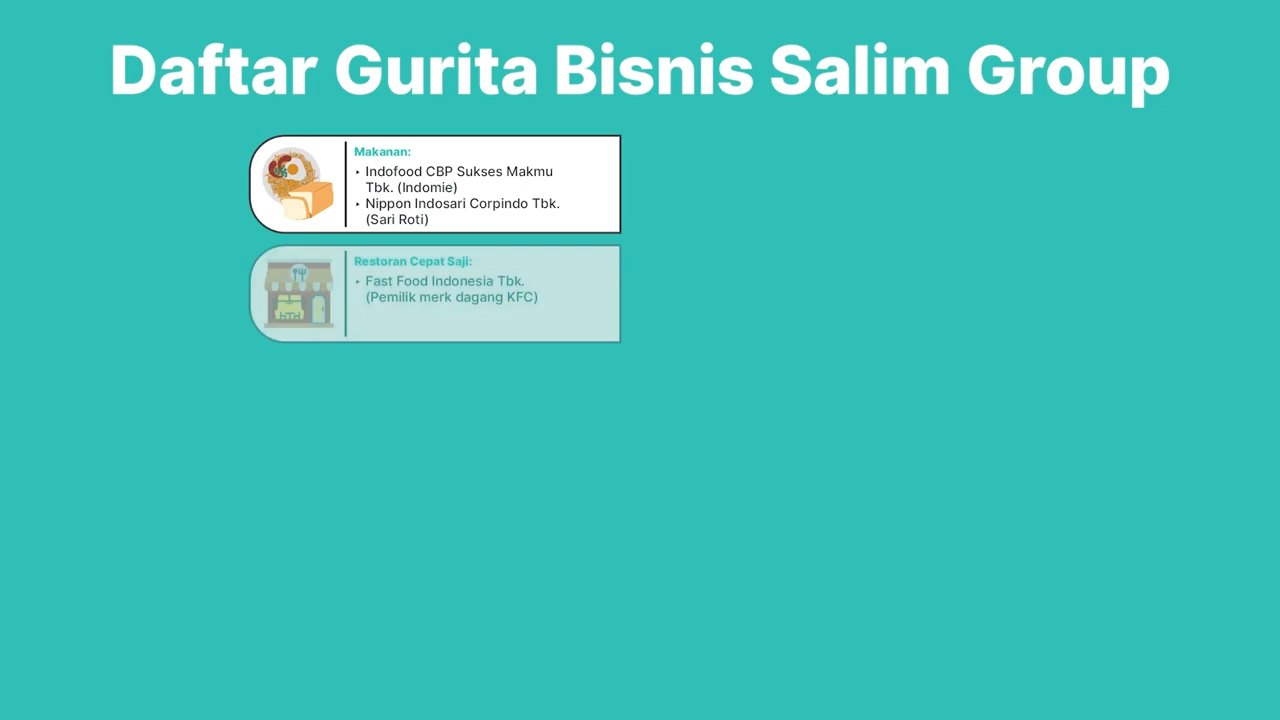 Daftar Gurita Bisnis Salim Group
Makanan:
‣ Indofood CBP Sukses Makmu
Tbk. (Indomie)
‣ Nippon Indosari Corpindo Tbk.
(Sari Roti)
Restoran Cepat Saji:
‣ Fast Food Indonesia Tbk.
(Pemilik merk dagang KFC)